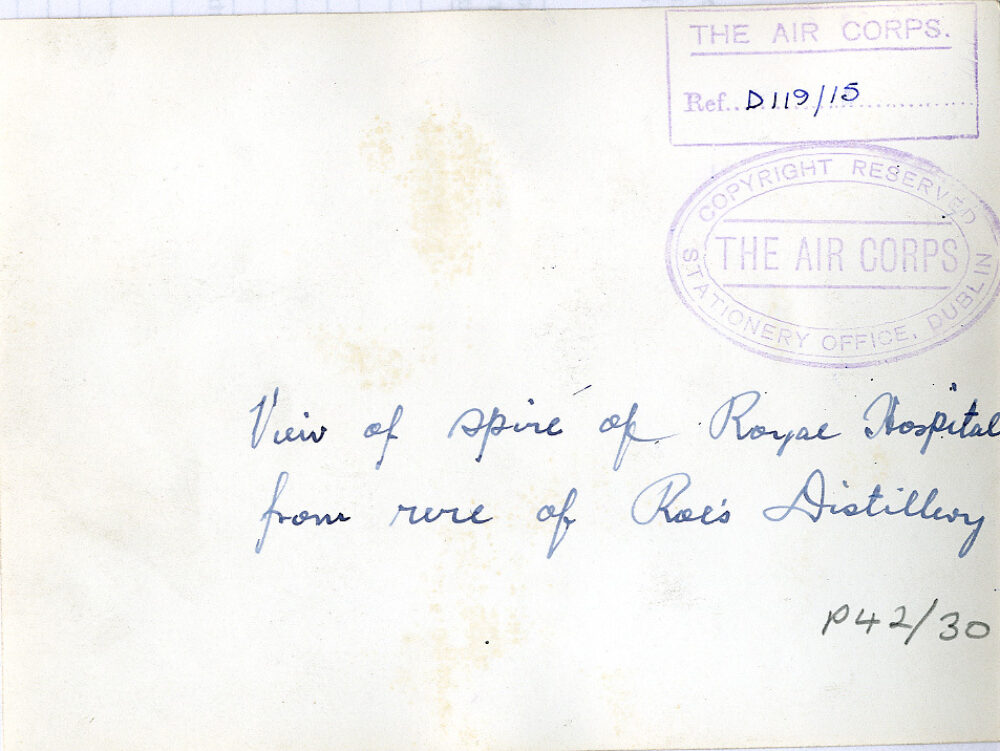 THE AIR CORPS.
Ref. D119/15
COPYRIGHT RESERVED
THE AIR CORPS
STATIONERY OFFICE, DUBLIN
View of spire of Royal Hospital
from rere of Roe's Distillery
P42/30